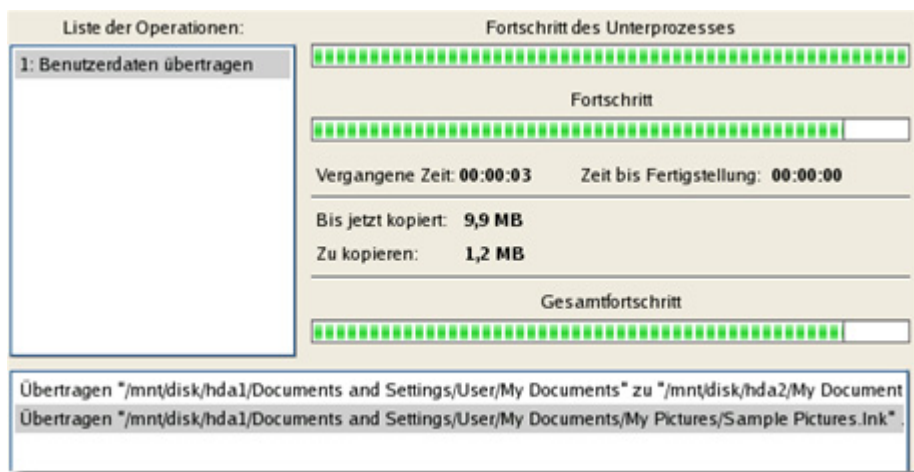 Liste der Operationen:
1: Benutzerdaten übertragen
Fortschritt des Unterprozesses
Fortschritt
Vergangene Zeit: 00:00:03 Zeit bis Fertigstellung: 00:00:00
Bis jetzt kopiert: 9,9 MB
Zu kopieren: 1,2 MB
Gesamtfortschritt
Übertragen "/mnt/disk/hda1/Documents and Settings/User/My Documents" zu "/mnt/disk/hda2/My Document
Übertragen "/mnt/disk/hda1/Documents and Settings/User/My Documents/My Pictures/Sample Pictures.lnk" .